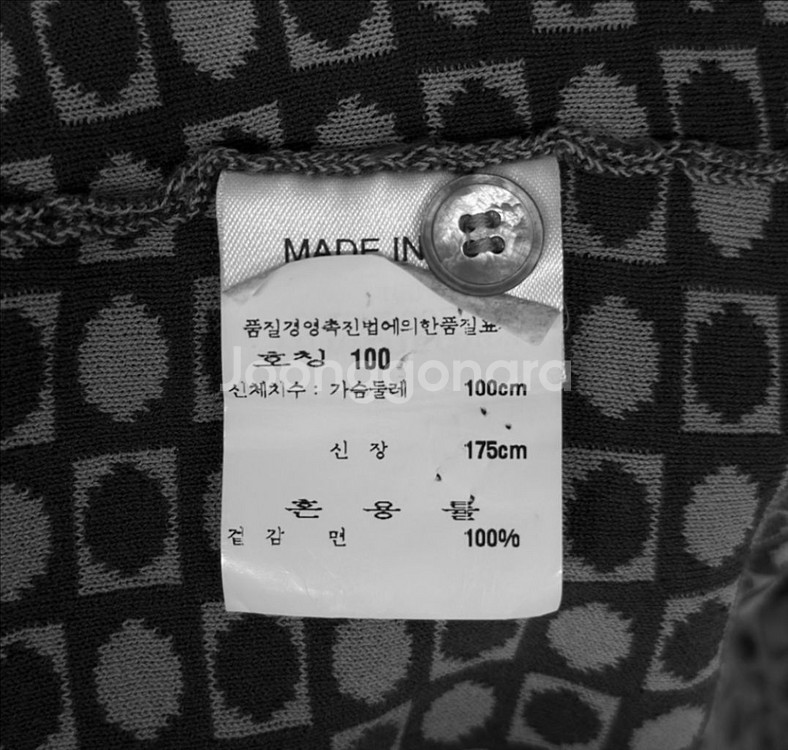 MADE IN
품질경영촉진법에의한품질표
호칭 100
Joonggonara
신체치수 : 가슴둘레 100cm
신 장 175cm
혼 용 률
겉 감 면 100%